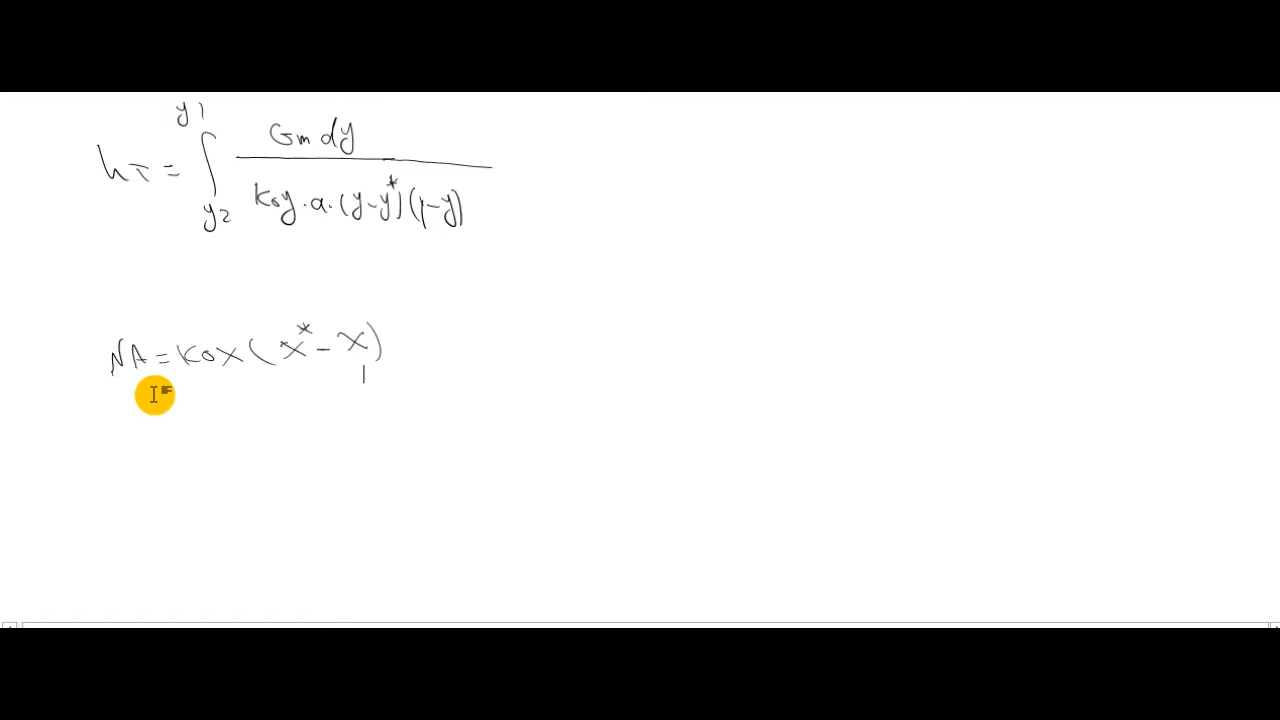 y1
hT = ∫ Gm dy
y2 Koy · a · (y - y*)(1 - y)
NA = Kox (x* - x)